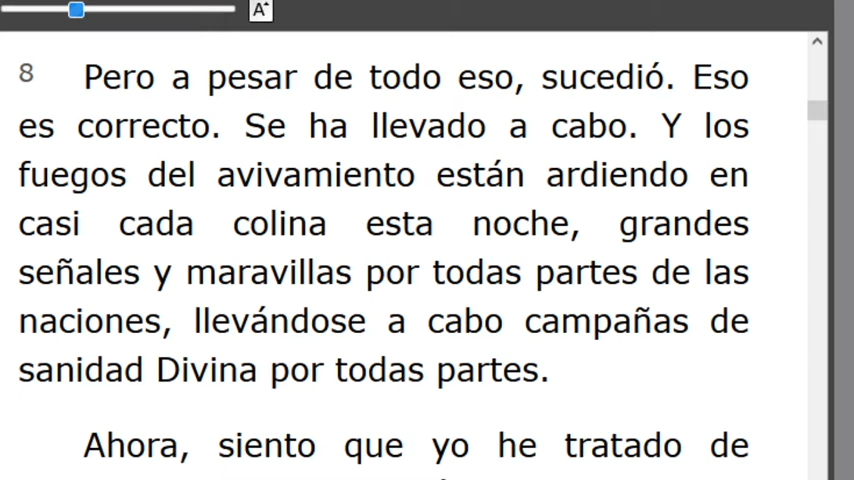 A
8 Pero a pesar de todo eso, sucedió. Eso
es correcto. Se ha llevado a cabo. Y los
fuegos del avivamiento están ardiendo en
casi cada colina esta noche, grandes
señales y maravillas por todas partes de las
naciones, llevándose a cabo campañas de
sanidad Divina por todas partes.
Ahora, siento que yo he tratado de